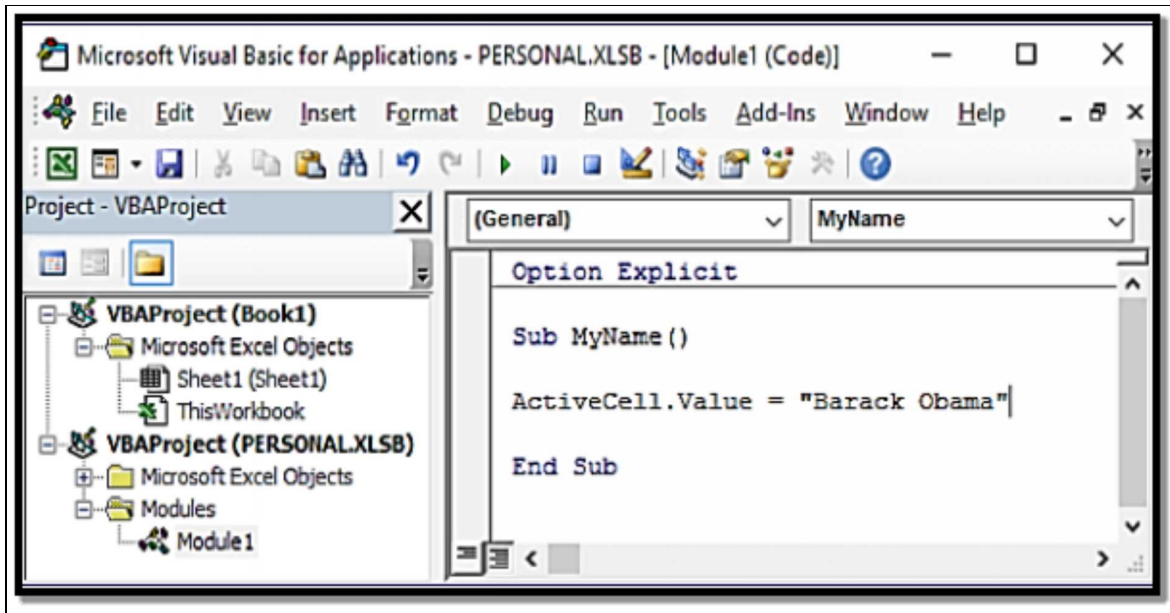 Microsoft Visual Basic for Applications - PERSONAL.XLSB - [Module1 (Code)]
File Edit View Insert Format Debug Run Tools Add-Ins Window Help
Project - VBAProject
(General)
MyName
VBAProject (Book1)
Microsoft Excel Objects
Sheet1 (Sheet1)
ThisWorkbook
VBAProject (PERSONAL.XLSB)
Microsoft Excel Objects
Modules
Module1
Option Explicit
Sub MyName()
ActiveCell.Value = "Barack Obama"
End Sub